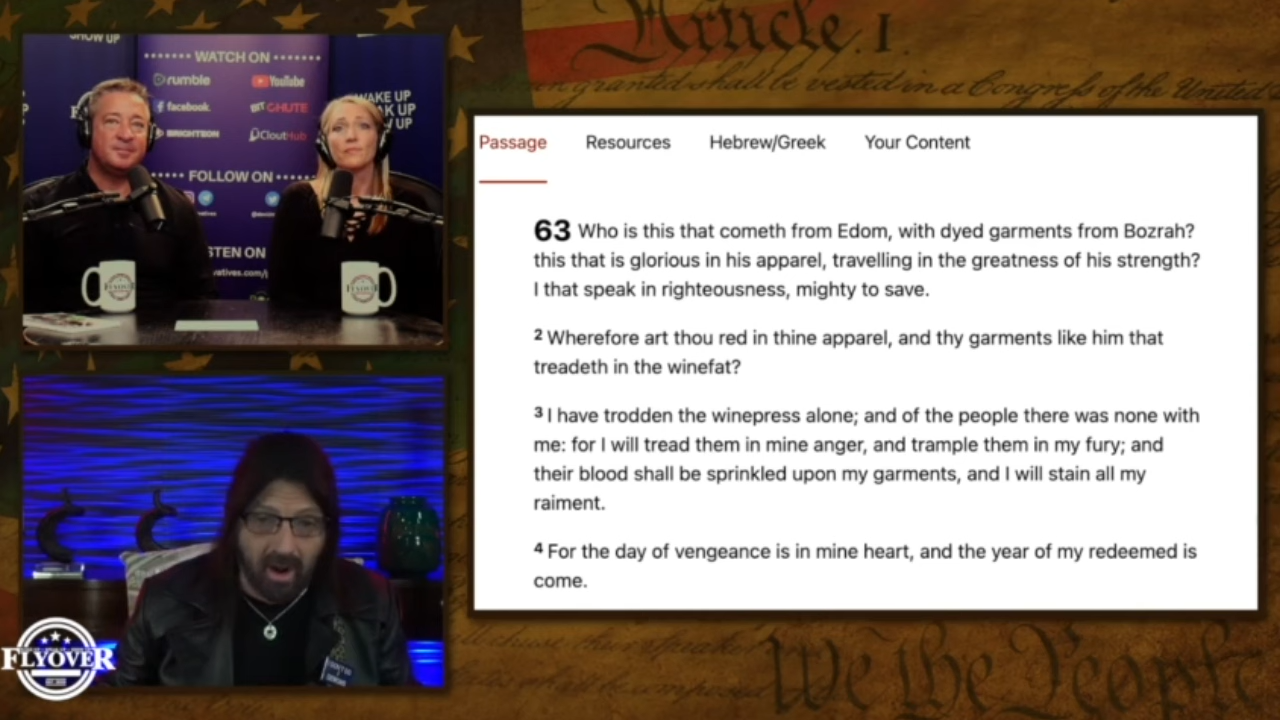 Article. I
SHOW UP
WATCH ON
rumble
YouTube
facebook.
BITCHUTE
BRIGHTEON
CloutHub
WAKE UP
FOLLOW ON
We the People
FLYOVER
Passage Resources Hebrew/Greek Your Content
63 Who is this that cometh from Edom, with dyed garments from Bozrah?
this that is glorious in his apparel, travelling in the greatness of his strength?
I that speak in righteousness, mighty to save.
2 Wherefore art thou red in thine apparel, and thy garments like him that
treadeth in the winefat?
3 I have trodden the winepress alone; and of the people there was none with
me: for I will tread them in mine anger, and trample them in my fury; and
their blood shall be sprinkled upon my garments, and I will stain all my
raiment.
4 For the day of vengeance is in mine heart, and the year of my redeemed is
come.